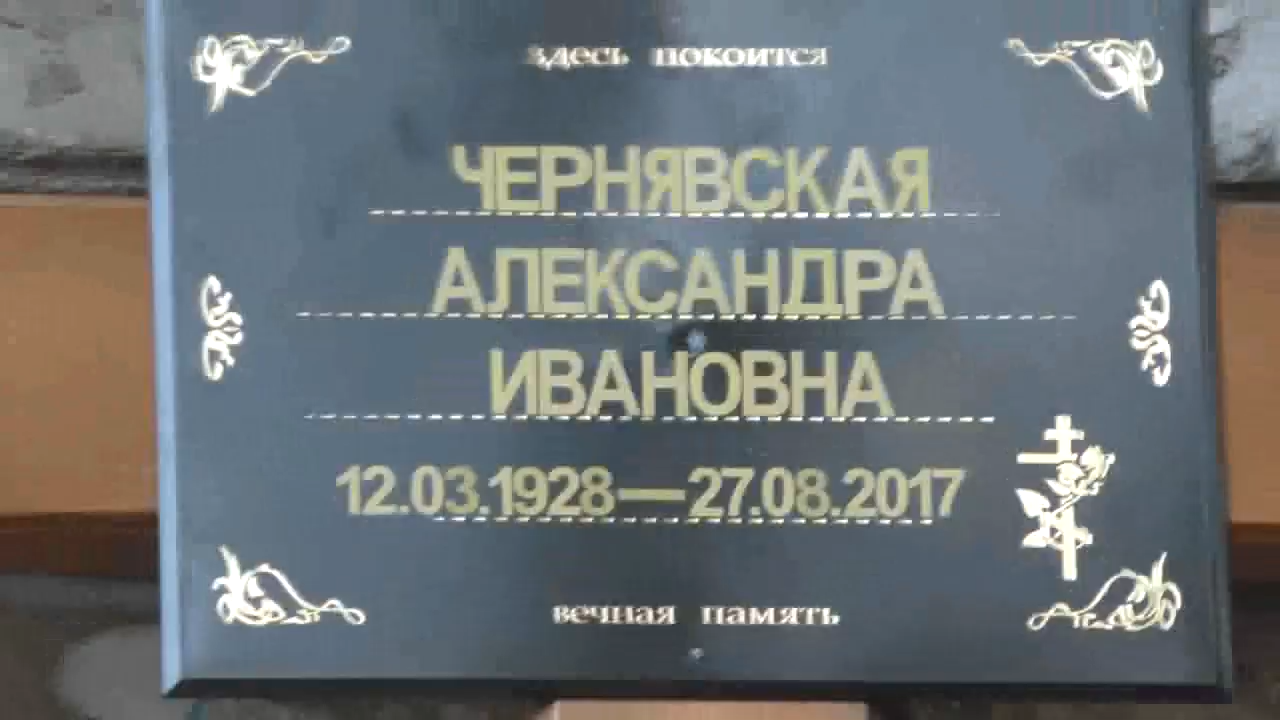 здесь покоится
ЧЕРНЯВСКАЯ
АЛЕКСАНДРА
ИВАНОВНА
12.03.1928—27.08.2017
вечная память